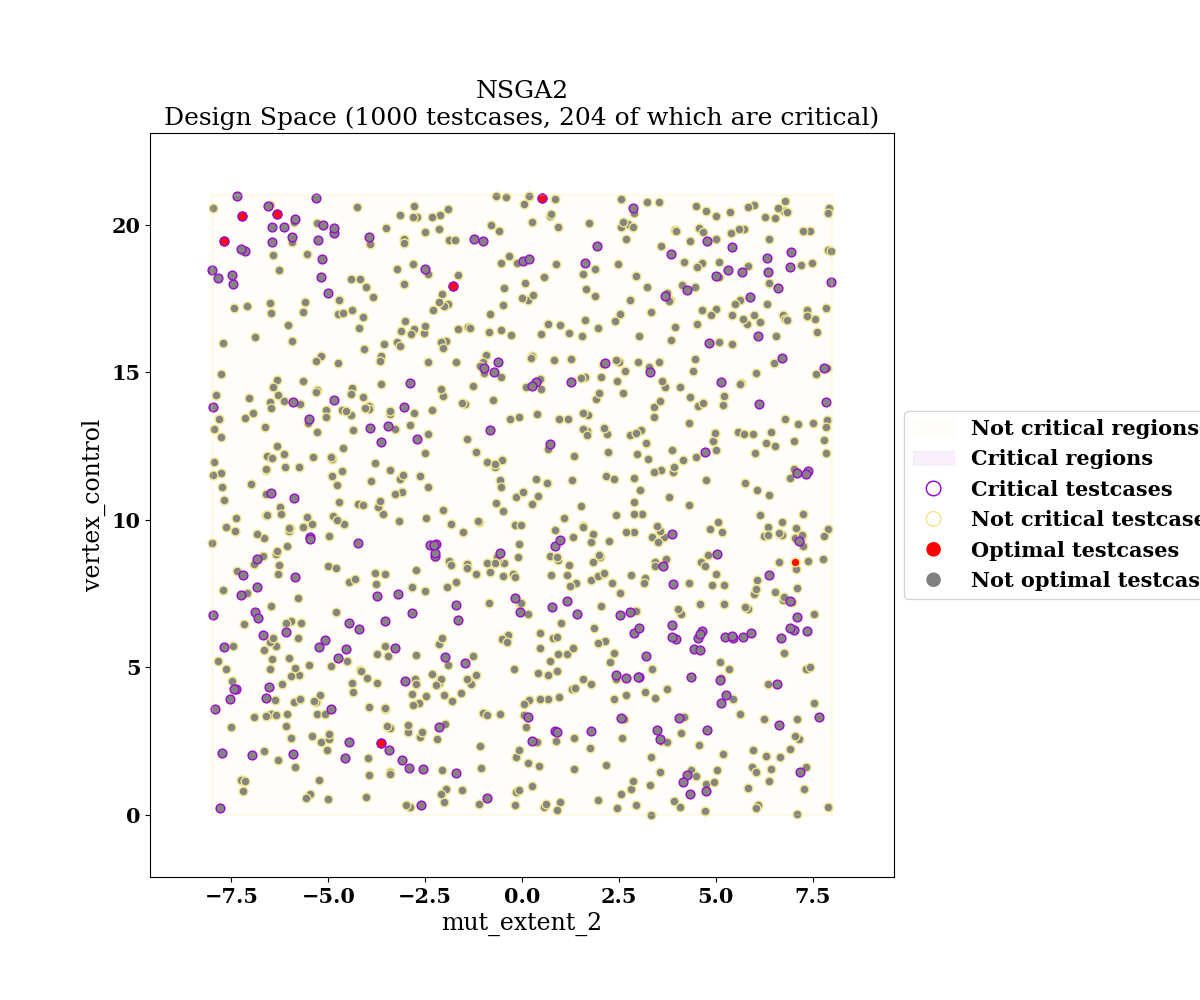 NSGA2
Design Space (1000 testcases, 204 of which are critical)
vertex_control
20
15
10
5
0
−7.5 −5.0 −2.5 0.0 2.5 5.0 7.5
mut_extent_2
Not critical regions
Critical regions
Critical testcases
Not critical testcase
Optimal testcases
Not optimal testcas